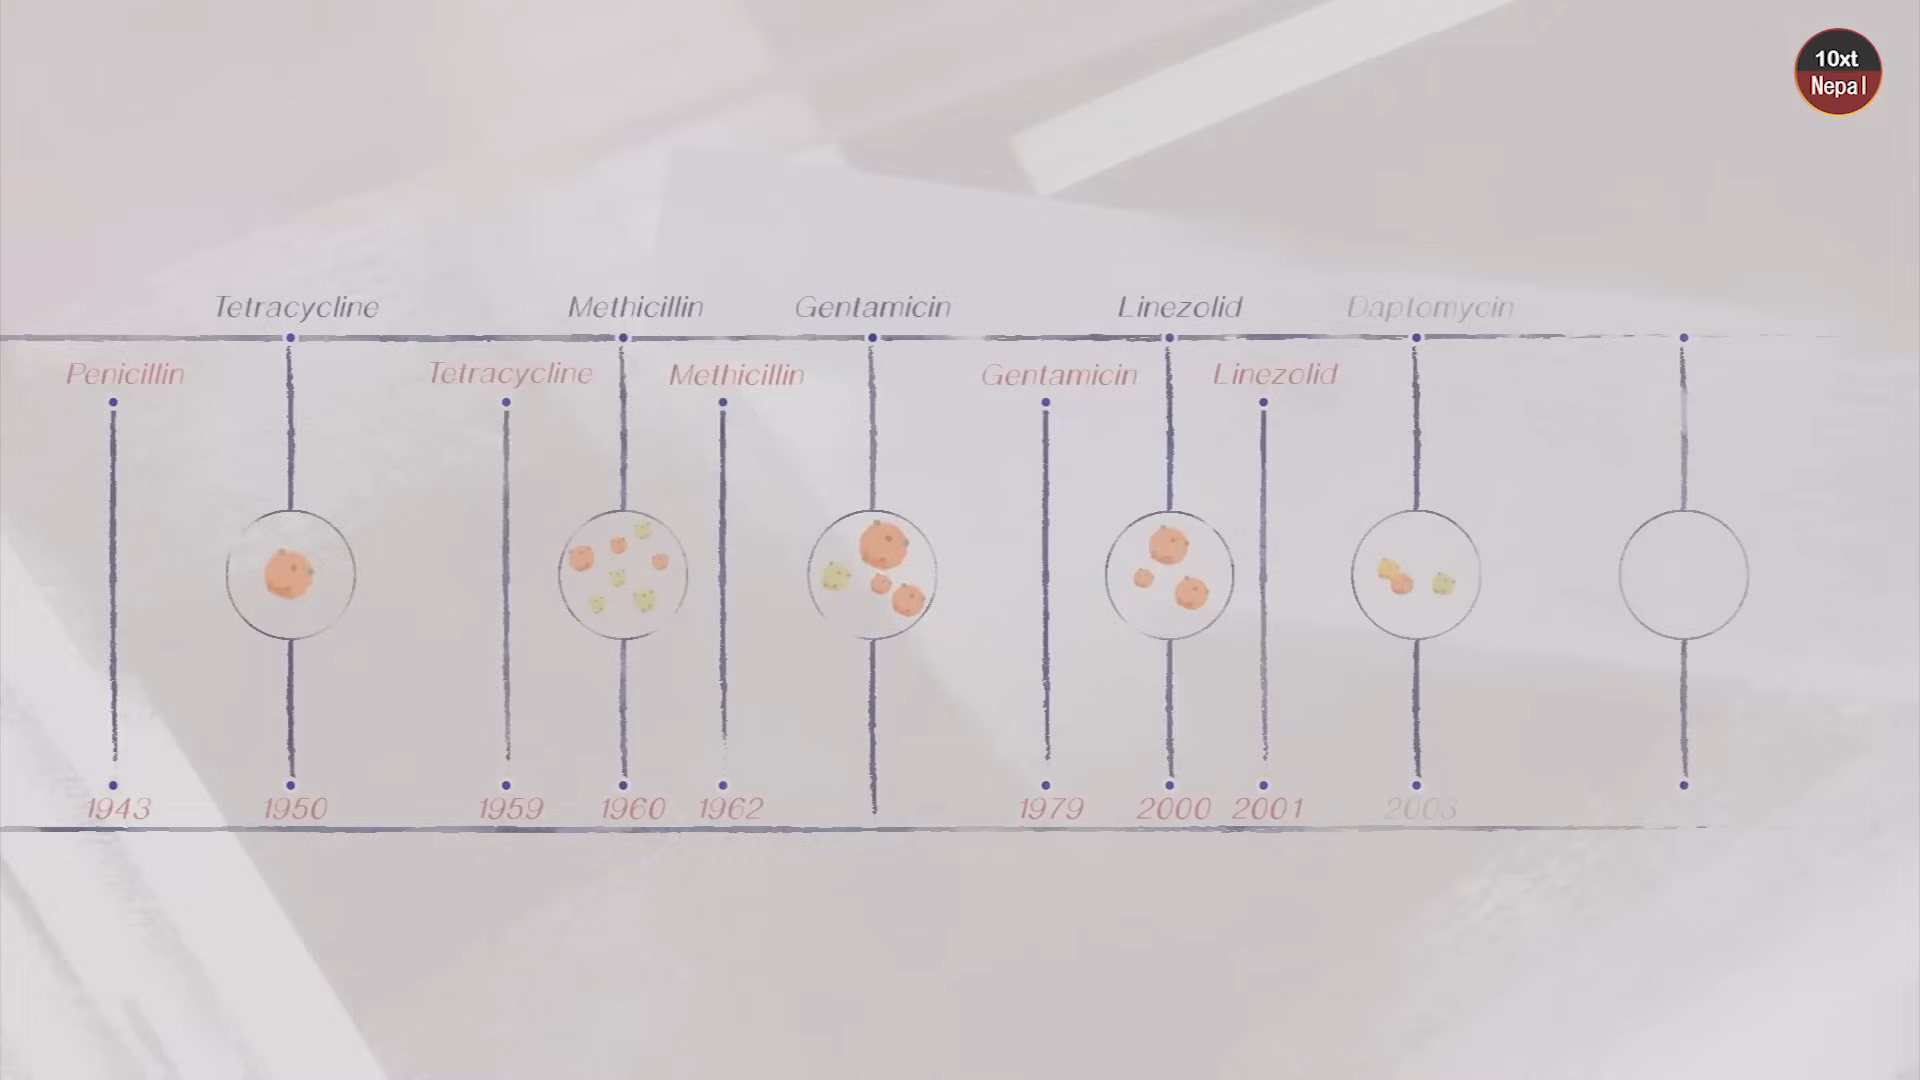 10xt
Nepal
Tetracycline Methicillin Gentamicin Linezolid Daptomycin
Penicillin Tetracycline Methicillin Gentamicin Linezolid
1943 1950 1959 1960 1962 1979 2000 2001 2003